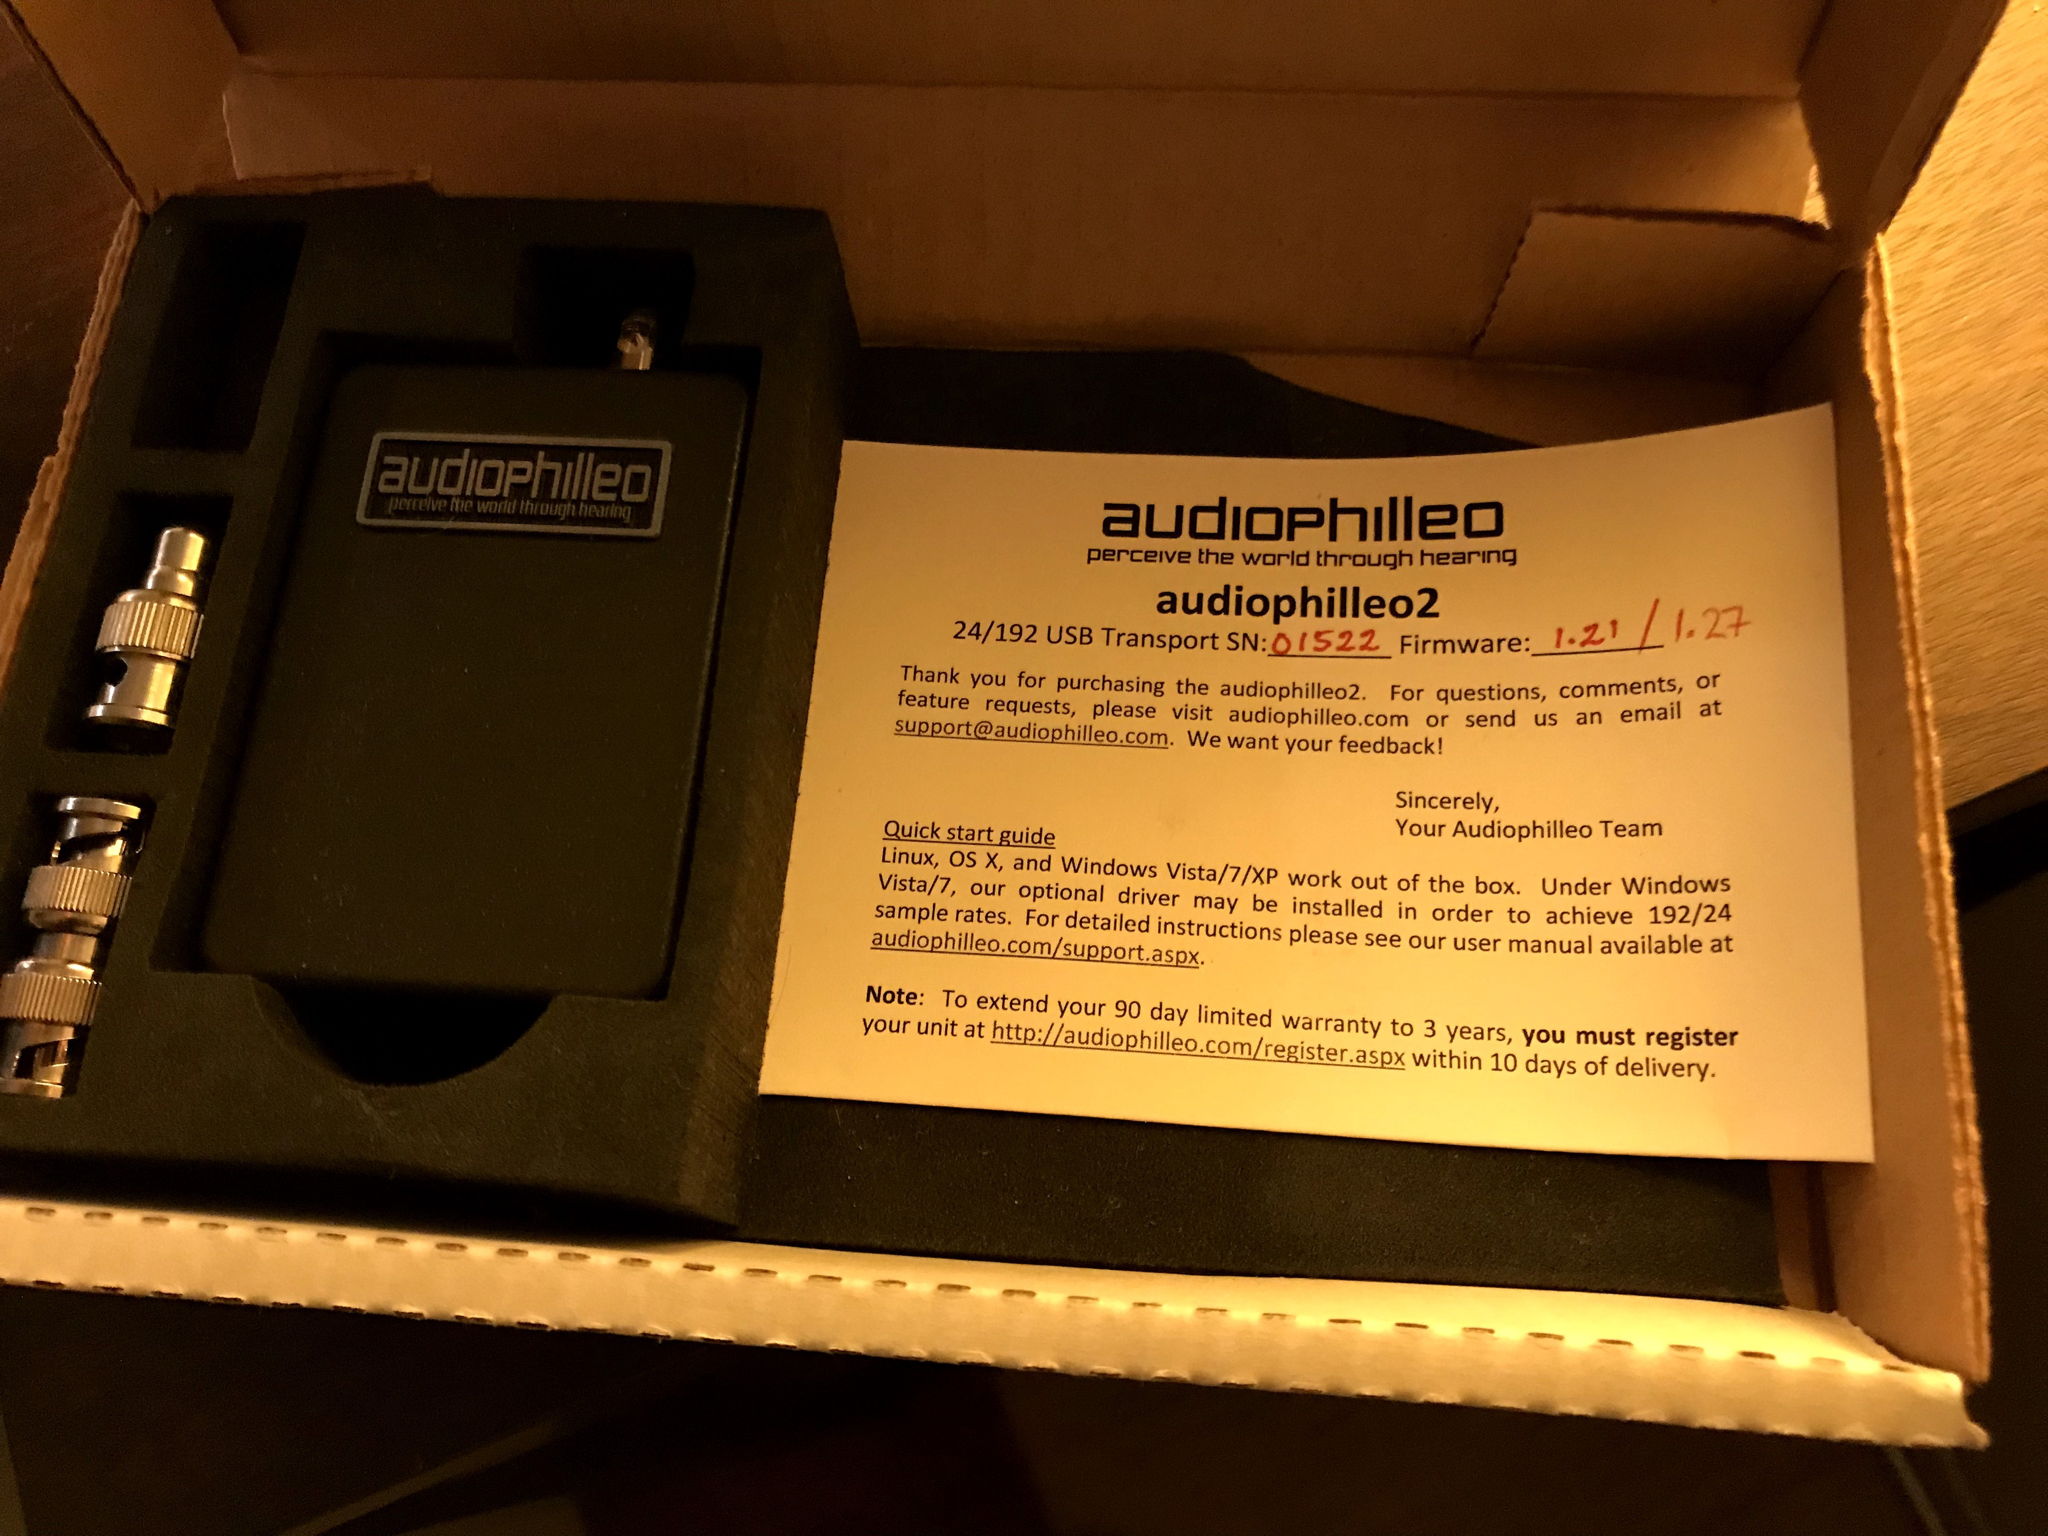 audiophilleo
perceive the world through hearing
audiophilleo
perceive the world through hearing
audiophilleo2
24/192 USB Transport SN: 01522 Firmware: 1.21 / 1.27
Thank you for purchasing the audiophilleo2. For questions, comments, or
feature requests, please visit audiophilleo.com or send us an email at
support@audiophilleo.com. We want your feedback!
Sincerely,
Your Audiophilleo Team
Quick start guide
Linux, OS X, and Windows Vista/7/XP work out of the box. Under Windows
Vista/7, our optional driver may be installed in order to achieve 192/24
sample rates. For detailed instructions please see our user manual available at
audiophilleo.com/support.aspx.
Note: To extend your 90 day limited warranty to 3 years, you must register
your unit at http://audiophilleo.com/register.aspx within 10 days of delivery.